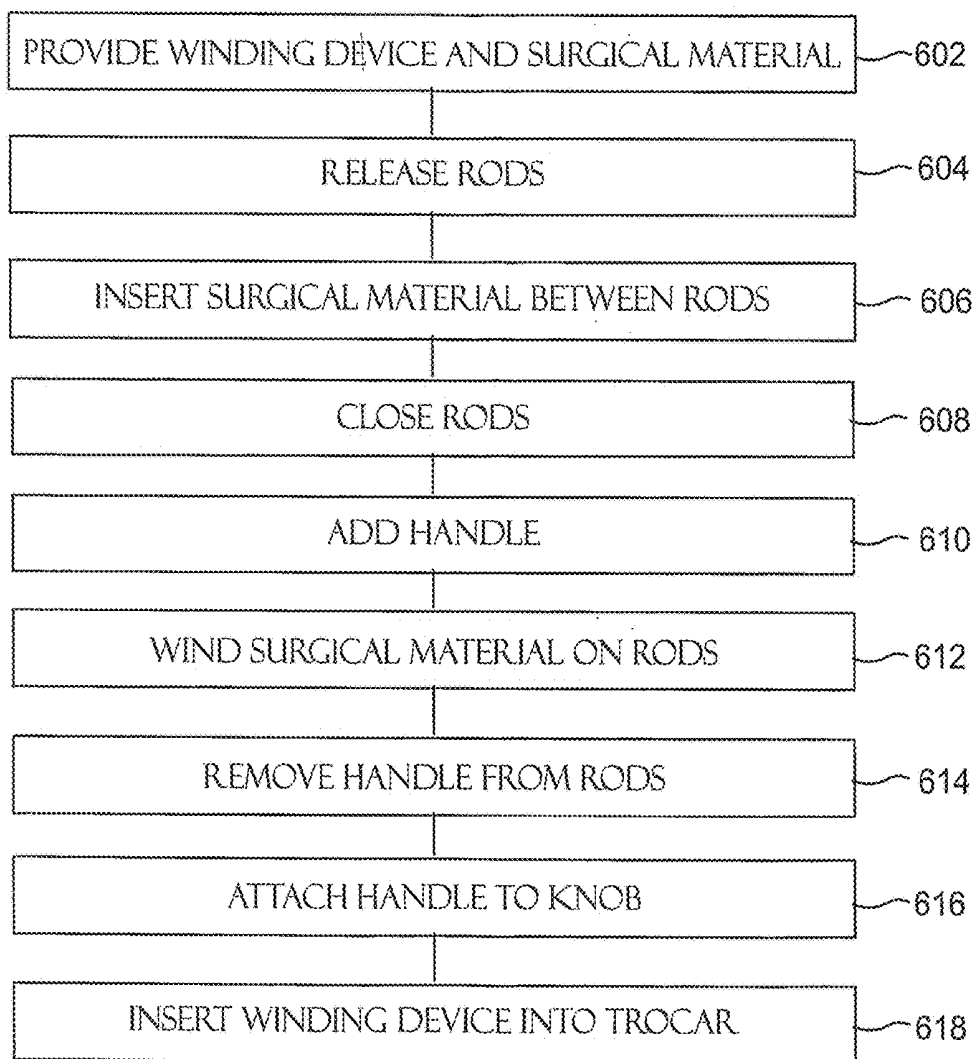 PROVIDE WINDING DEVICE AND SURGICAL MATERIAL 602
RELEASE RODS 604
INSERT SURGICAL MATERIAL BETWEEN RODS 606
CLOSE RODS 608
ADD HANDLE 610
WIND SURGICAL MATERIAL ON RODS 612
REMOVE HANDLE FROM RODS 614
ATTACH HANDLE TO KNOB 616
INSERT WINDING DEVICE INTO TROCAR 618